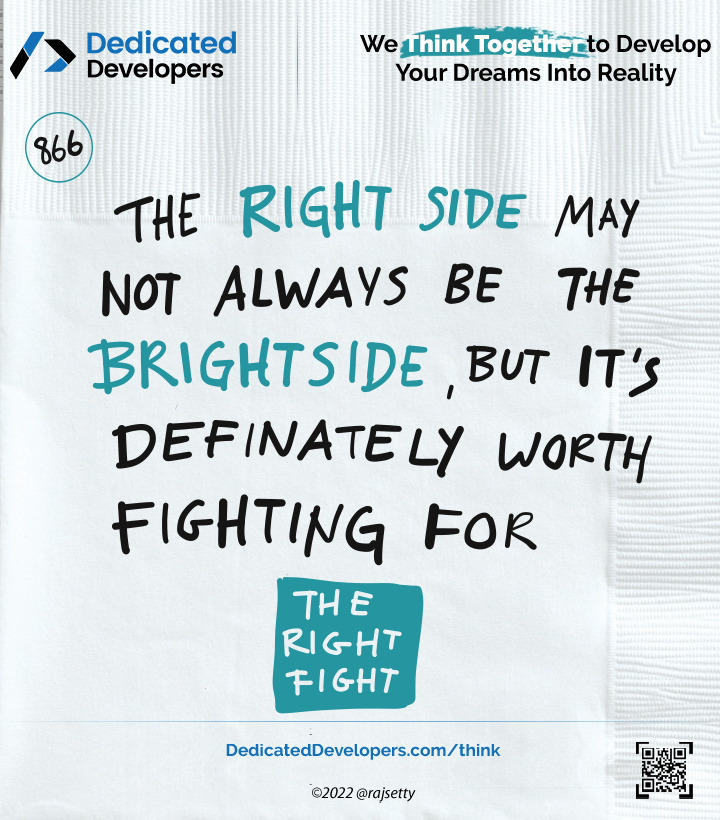 Dedicated
Developers
We Think Together to Develop
Your Dreams Into Reality
866
THE RIGHT SIDE MAY
NOT ALWAYS BE THE
BRIGHTSIDE, BUT IT'S
DEFINATELY WORTH
FIGHTING FOR
THE
RIGHT
FIGHT
DedicatedDevelopers.com/think
©2022 @rajsetty